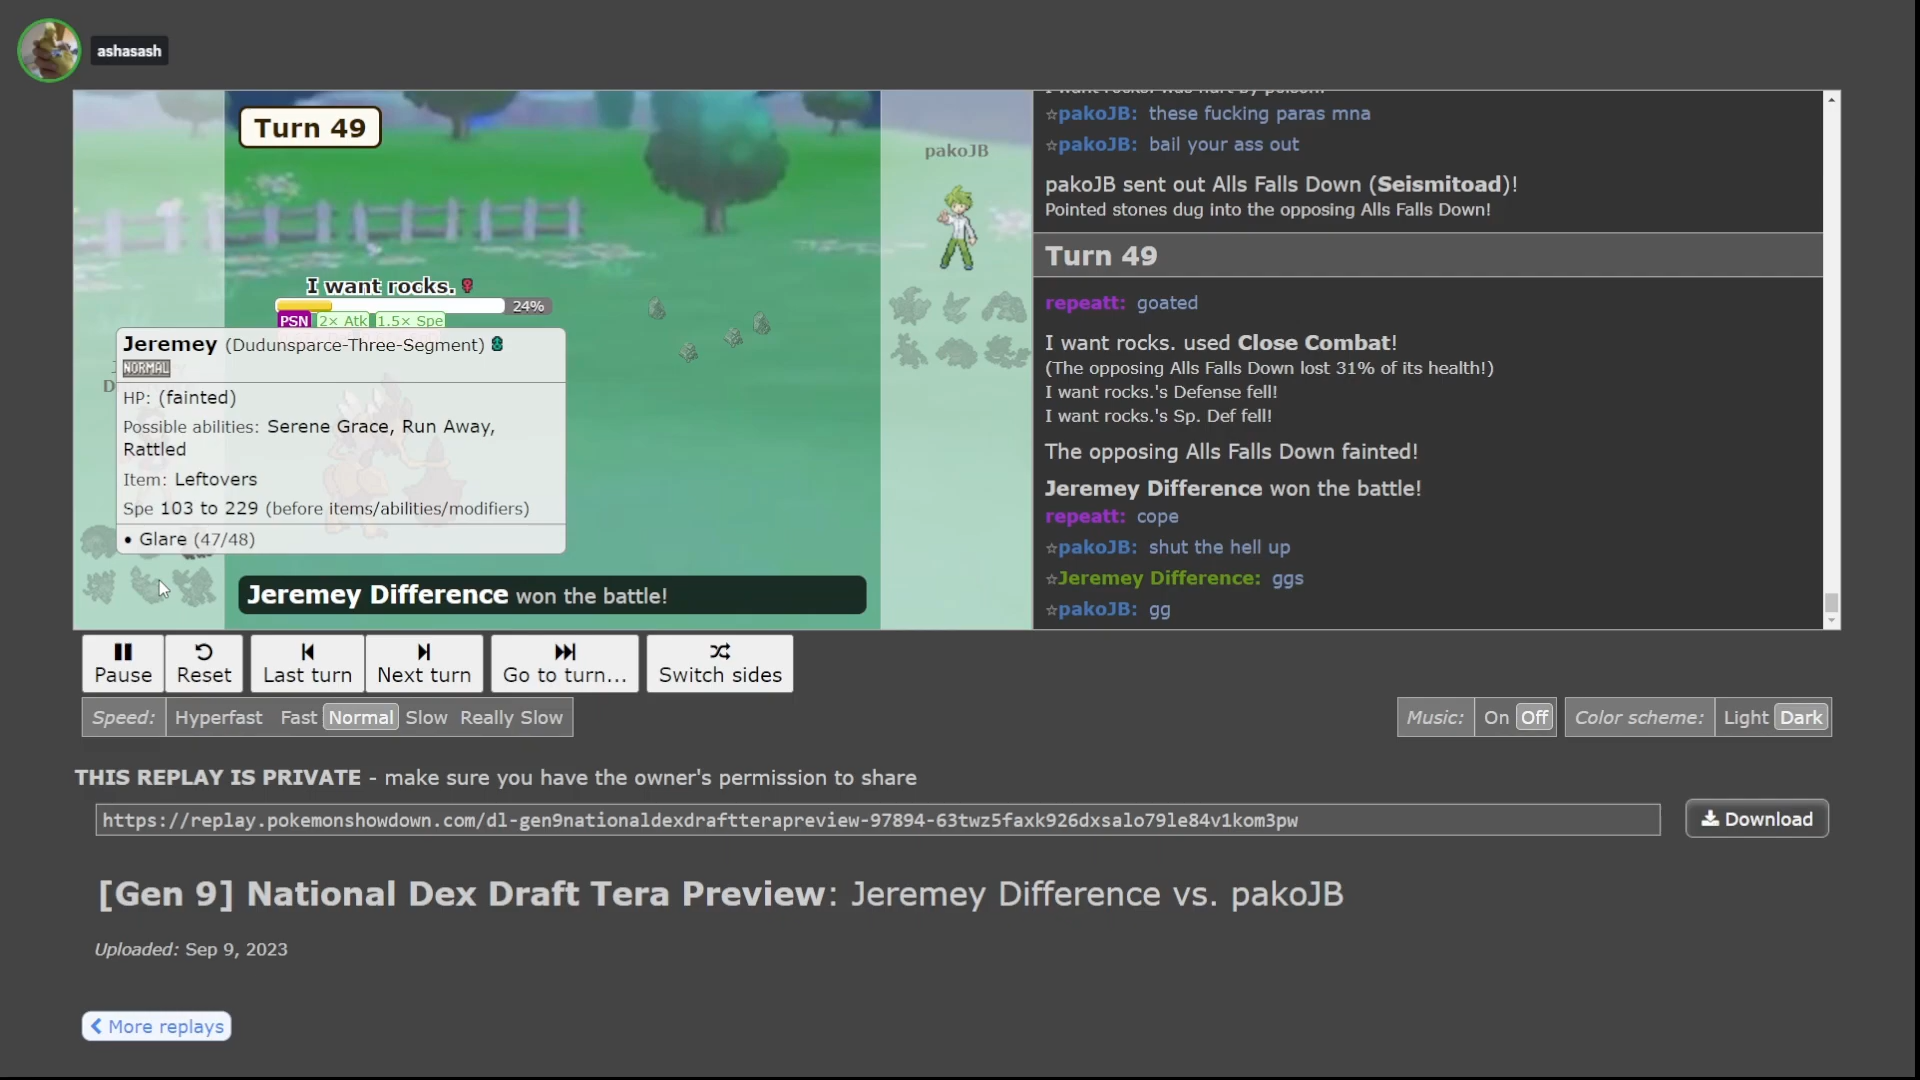 ashasash
Turn 49
I want rocks.
24%
PSN 2× Atk 1.5× Spe
Jeremey (Dudunsparce-Three-Segment)
NORMAL
HP: (fainted)
Possible abilities: Serene Grace, Run Away,
Rattled
Item: Leftovers
Spe 103 to 229 (before items/abilities/modifiers)
• Glare (47/48)
Jeremey Difference won the battle!
pakoJB
☆pakoJB: these fucking paras mna
☆pakoJB: bail your ass out
pakoJB sent out Alls Falls Down (Seismitoad)!
Pointed stones dug into the opposing Alls Falls Down!
Turn 49
repeatt: goated
I want rocks. used Close Combat!
(The opposing Alls Falls Down lost 31% of its health!)
I want rocks.'s Defense fell!
I want rocks.'s Sp. Def fell!
The opposing Alls Falls Down fainted!
Jeremey Difference won the battle!
repeatt: cope
☆pakoJB: shut the hell up
☆Jeremey Difference: ggs
☆pakoJB: gg
Pause Reset Last turn Next turn Go to turn... Switch sides
Speed: Hyperfast Fast Normal Slow Really Slow
Music: On Off Color scheme: Light Dark
THIS REPLAY IS PRIVATE - make sure you have the owner's permission to share
https://replay.pokemonshowdown.com/dl-gen9nationaldexdraftterapreview-97894-63twz5faxk926dxsalo79le84v1kom3pw
Download
[Gen 9] National Dex Draft Tera Preview: Jeremey Difference vs. pakoJB
Uploaded: Sep 9, 2023
More replays